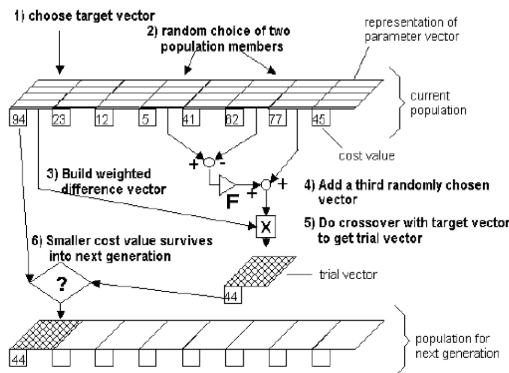 1) choose target vector
2) random choice of two
population members
representation of
parameter vector
current
population
94 23 12 5 41 62 77 45
cost value
+ -
3) Build weighted
difference vector
F
+ +
4) Add a third randomly chosen
vector
X
5) Do crossover with target vector
to get trial vector
6) Smaller cost value survives
into next generation
?
trial vector
44
population for
next generation
44